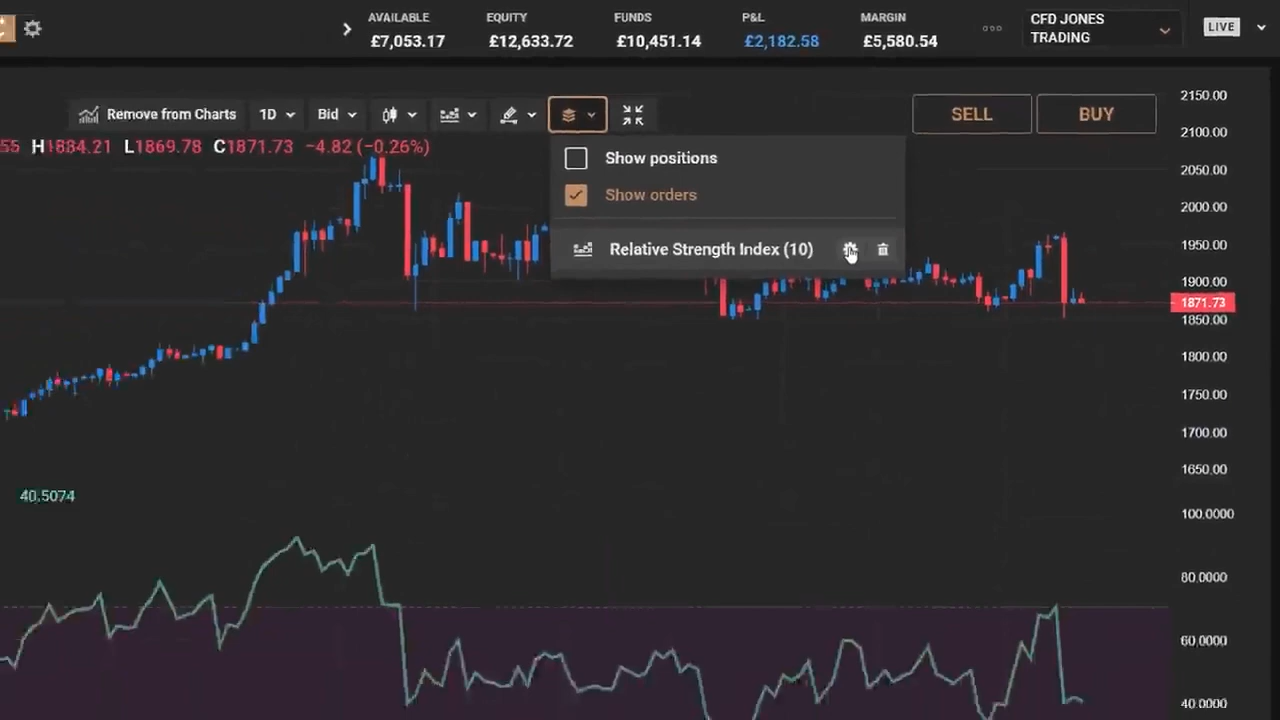 AVAILABLE EQUITY FUNDS P&L MARGIN CFD JONES TRADING LIVE
£7,053.17 £12,633.72 £10,451.14 £2,182.58 £5,580.54
Remove from Charts 1D Bid SELL BUY
55 H1884.21 L1869.78 C1871.73 −4.82 (−0.26%)
Show positions
Show orders
Relative Strength Index (10)
2150.00
2100.00
2050.00
2000.00
1950.00
1900.00
1871.73
1850.00
1800.00
1750.00
1700.00
1650.00
40.5074
100.0000
80.0000
60.0000
40.0000